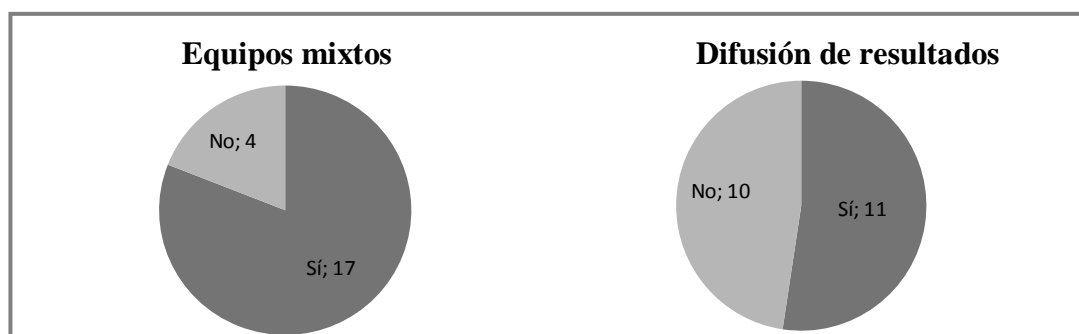 Equipos mixtos
No; 4
Sí; 17
Difusión de resultados
No; 10
Sí; 11